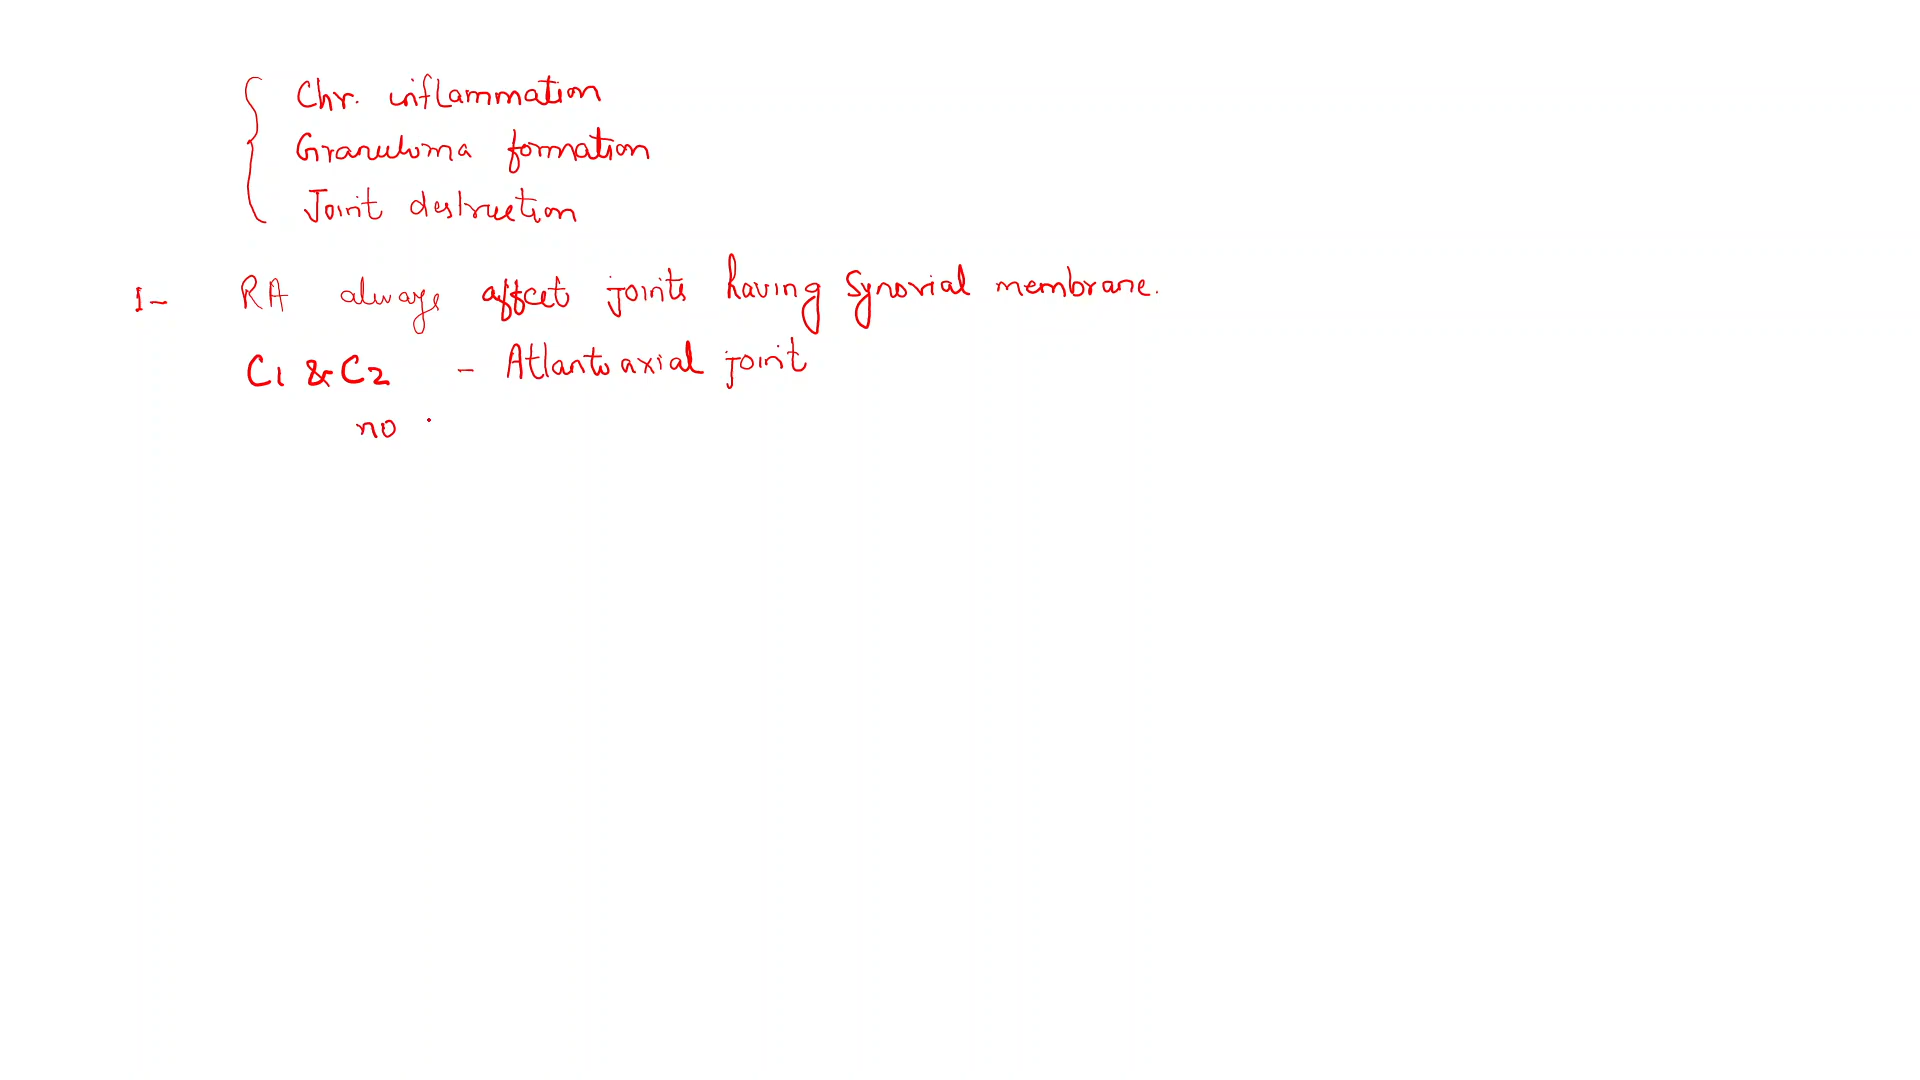 Chr. inflammation
Granuloma formation
Joint destruction
1- RA always affect joints having Synovial membrane.
C1 & C2 - Atlanto axial joint
no